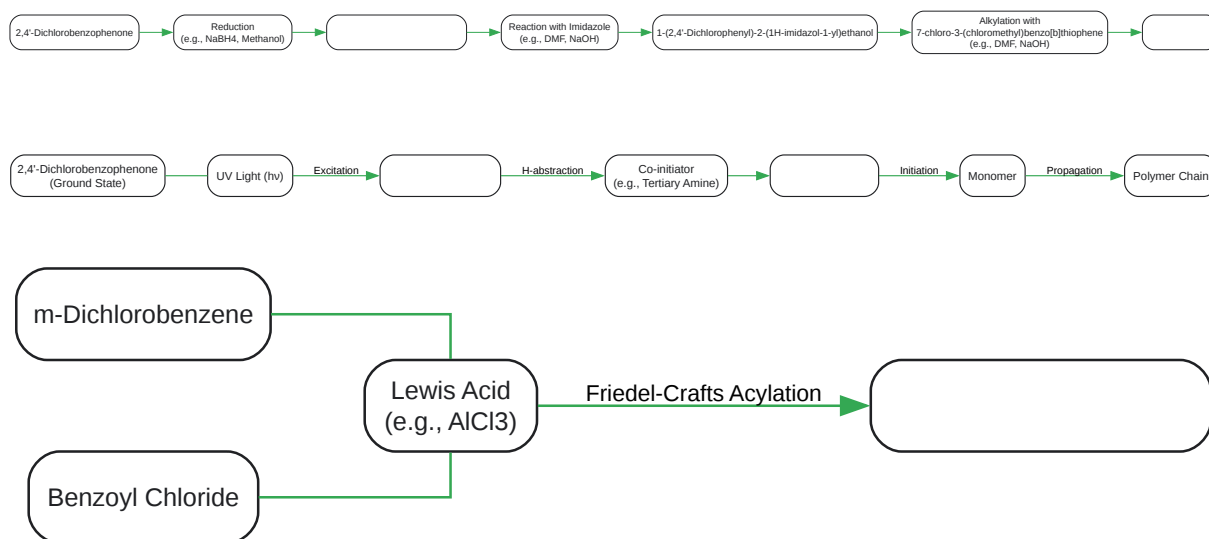 2,4'-Dichlorobenzophenone
Reduction
(e.g., NaBH4, Methanol)
Reaction with Imidazole
(e.g., DMF, NaOH)
1-(2,4'-Dichlorophenyl)-2-(1H-imidazol-1-yl)ethanol
Alkylation with
7-chloro-3-(chloromethyl)benzo[b]thiophene
(e.g., DMF, NaOH)
2,4'-Dichlorobenzophenone
(Ground State)
UV Light (hν)
Excitation
H-abstraction
Co-initiator
(e.g., Tertiary Amine)
Initiation
Monomer
Propagation
Polymer Chain
m-Dichlorobenzene
Lewis Acid
(e.g., AlCl3)
Friedel-Crafts Acylation
Benzoyl Chloride